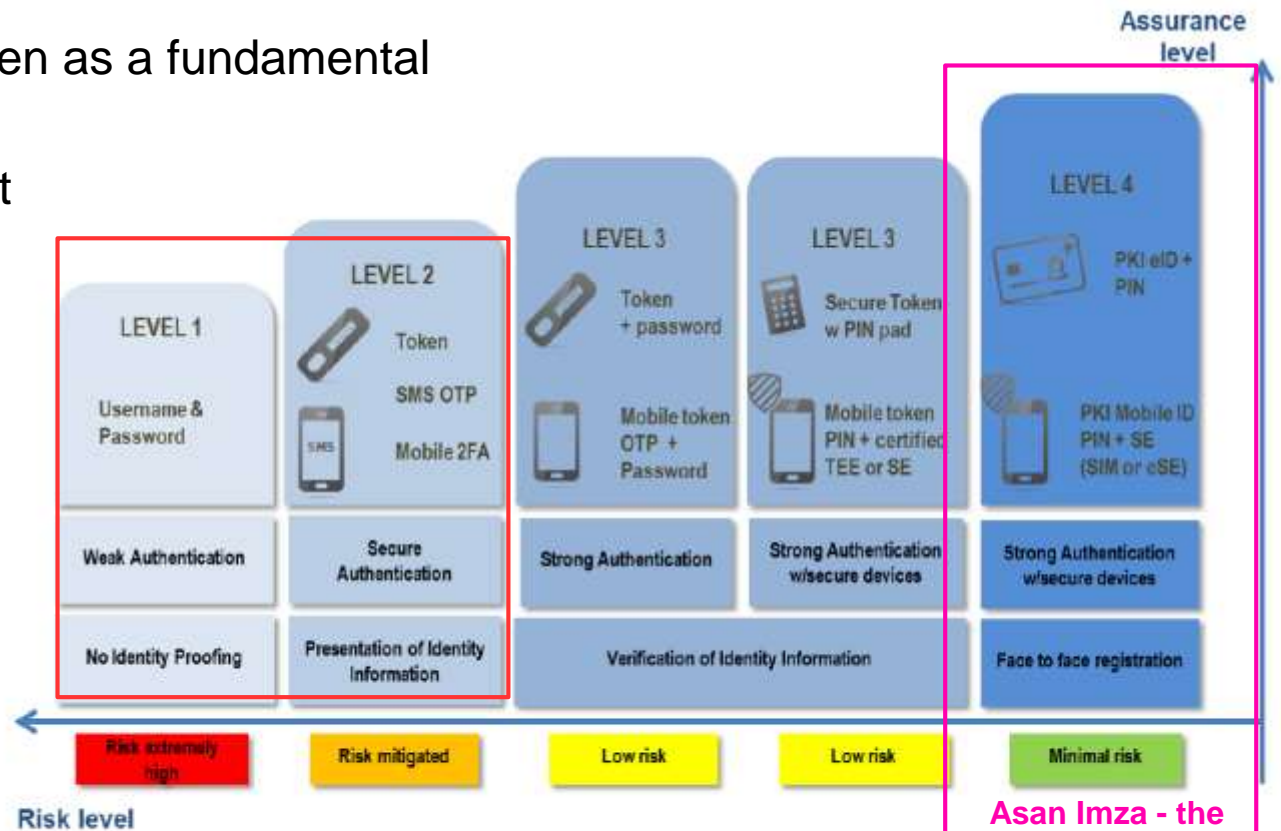 en as a fundamental
t
Assurance
level
LEVEL 1
Username &
Password
LEVEL 2
Token
SMS OTP
SMS
Mobile 2FA
LEVEL 3
Token
+ password
Mobile token
OTP +
Password
LEVEL 3
Secure Token
w PIN pad
Mobile token
PIN + certified
TEE or SE
LEVEL 4
PKI eID +
PIN
PKI Mobile ID
PIN + SE
(SIM or eSE)
Weak Authentication
Secure
Authentication
Strong Authentication
Strong Authentication
w/secure devices
Strong Authentication
w/secure devices
No Identity Proofing
Presentation of Identity
Information
Verification of Identity Information
Face to face registration
Risk extremely
high
Risk mitigated
Low risk
Low risk
Minimal risk
Risk level
Asan Imza - the